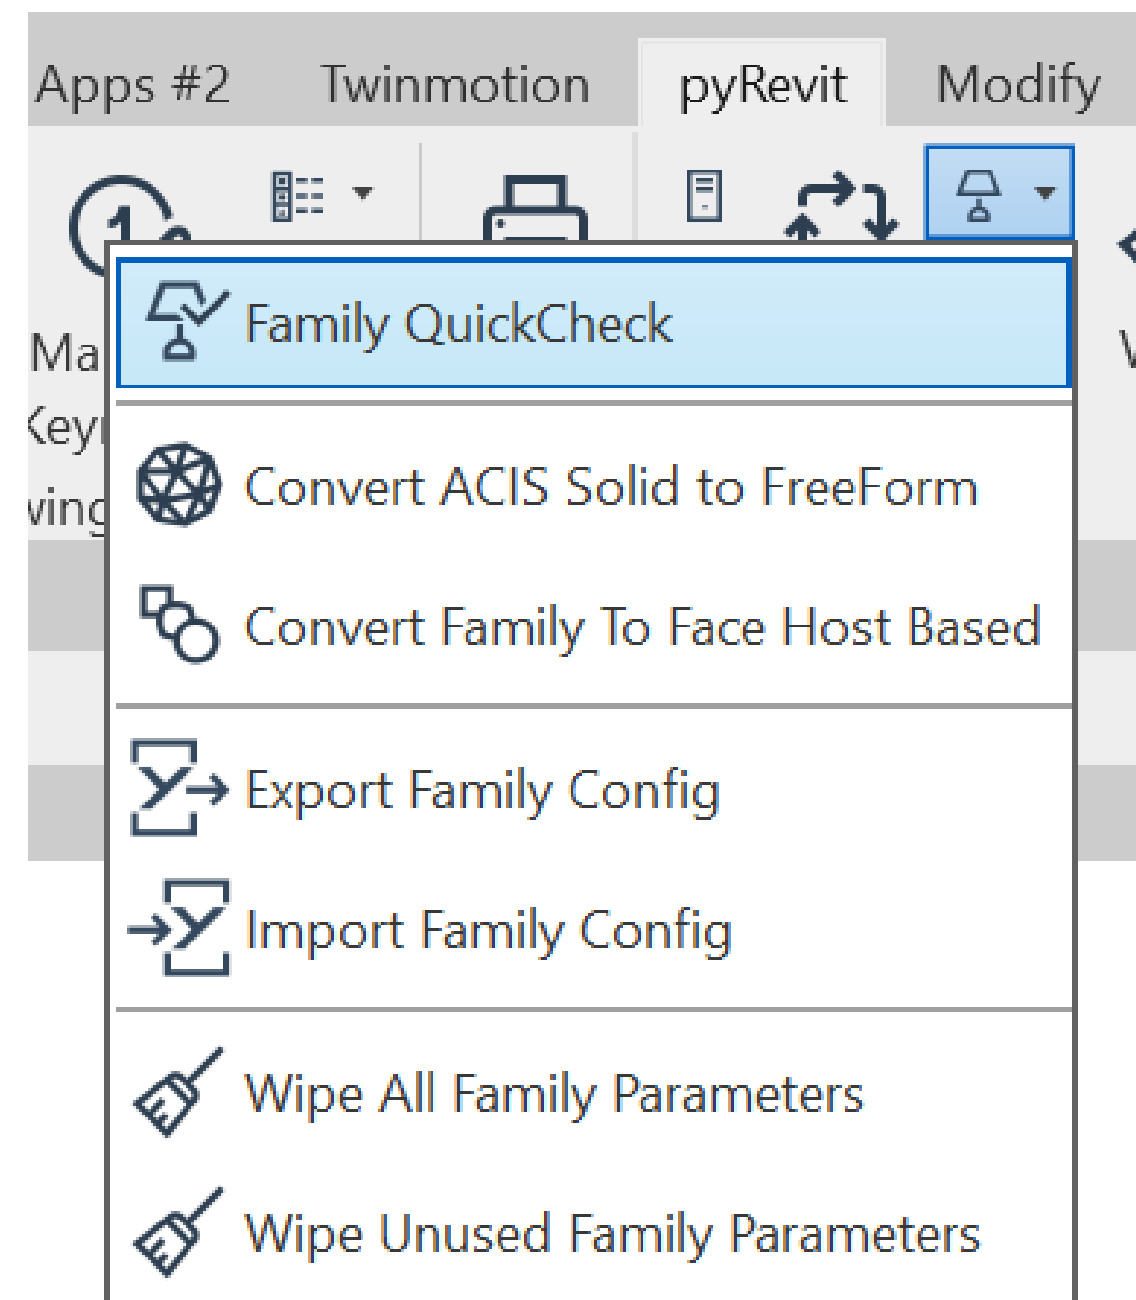 Apps #2 Twinmotion pyRevit Modify
1
Family QuickCheck
Convert ACIS Solid to FreeForm
Convert Family To Face Host Based
Export Family Config
Import Family Config
Wipe All Family Parameters
Wipe Unused Family Parameters